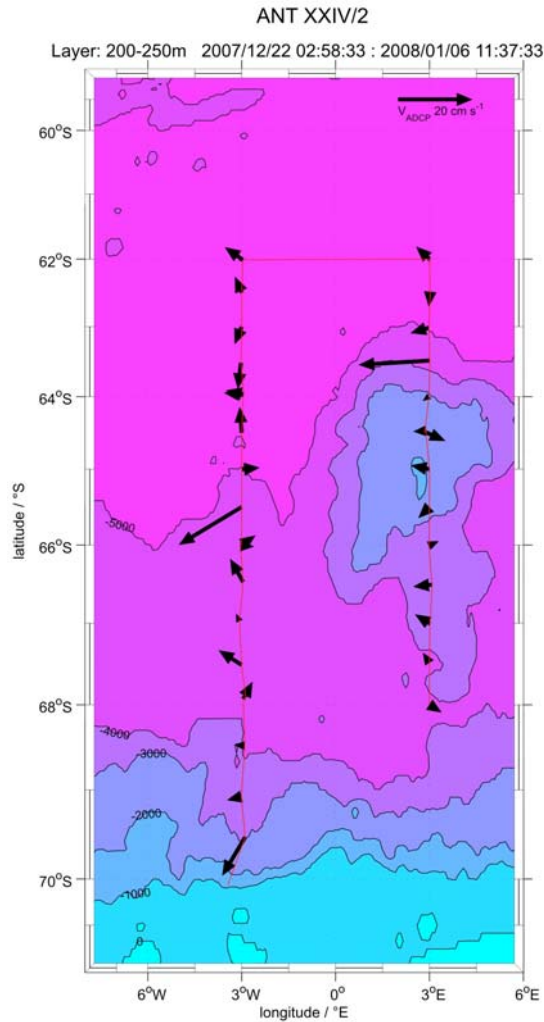 ANT XXIV/2
Layer: 200-250m 2007/12/22 02:58:33 : 2008/01/06 11:37:33
V_ADCP 20 cm s⁻¹
60°S
62°S
64°S
66°S
68°S
70°S
latitude / °S
-5000
-4000
-3000
-2000
-1000
0
6°W
3°W
0°
3°E
6°E
longitude / °E